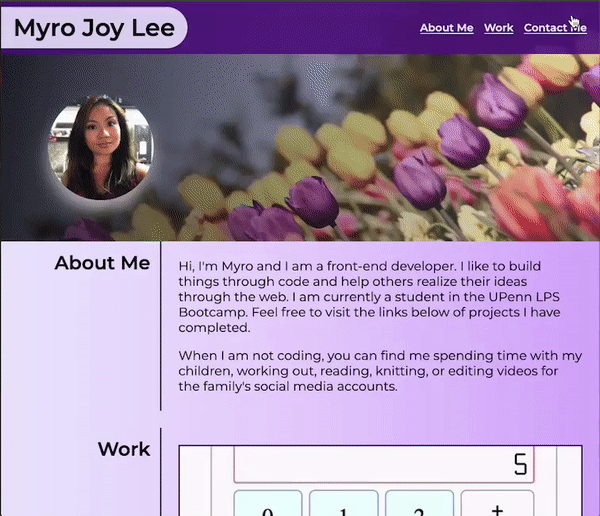 Myro Joy Lee
About Me Work Contact Me
About Me
Hi, I'm Myro and I am a front-end developer. I like to build
things through code and help others realize their ideas
through the web. I am currently a student in the UPenn LPS
Bootcamp. Feel free to visit the links below of projects I have
completed.
When I am not coding, you can find me spending time with my
children, working out, reading, knitting, or editing videos for
the family's social media accounts.
Work
5
0 1 2 +